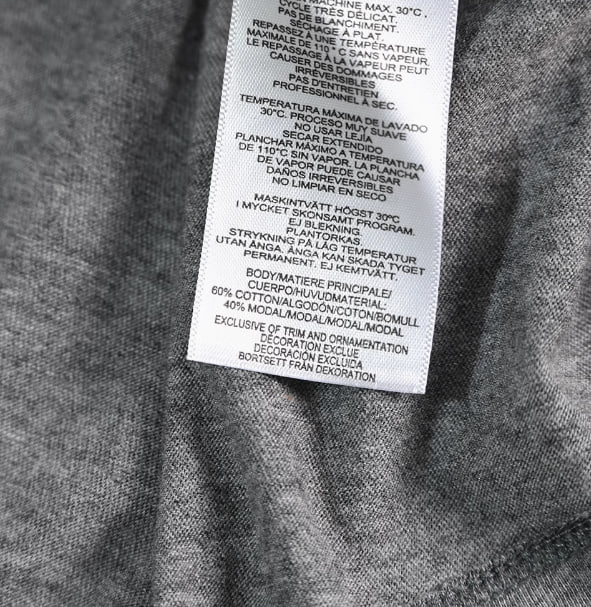 MACHINE MAX. 30°C,
CYCLE TRÈS DÉLICAT.
PAS DE BLANCHIMENT.
SÉCHAGE À PLAT.
REPASSEZ À UNE TEMPÉRATURE
MAXIMALE DE 110°C SANS VAPEUR.
LE REPASSAGE À LA VAPEUR PEUT
CAUSER DES DOMMAGES
IRRÉVERSIBLES
PAS D'ENTRETIEN
PROFESSIONNEL À SEC.
TEMPERATURA MÁXIMA DE LAVADO
30°C. PROCESO MUY SUAVE
NO USAR LEJÍA
SECAR EXTENDIDO
PLANCHAR MÁXIMO A TEMPERATURA
DE 110°C SIN VAPOR. LA PLANCHA
DE VAPOR PUEDE CAUSAR
DAÑOS IRREVERSIBLES
NO LIMPIAR EN SECO
MASKINTVÄTT HÖGST 30°C
I MYCKET SKONSAMT PROGRAM.
EJ BLEKNING.
PLANTORKAS.
STRYKNING PÅ LÅG TEMPERATUR
UTAN ÅNGA. ÅNGA KAN SKADA TYGET
PERMANENT. EJ KEMTVÄTT.
BODY/MATIERE PRINCIPALE/
CUERPO/HUVUDMATERIAL:
60% COTTON/ALGODÓN/COTON/BOMULL
40% MODAL/MODAL/MODAL/MODAL
EXCLUSIVE OF TRIM AND ORNAMENTATION
DÉCORATION EXCLUE
DECORACIÓN EXCLUIDA
BORTSETT FRÅN DEKORATION